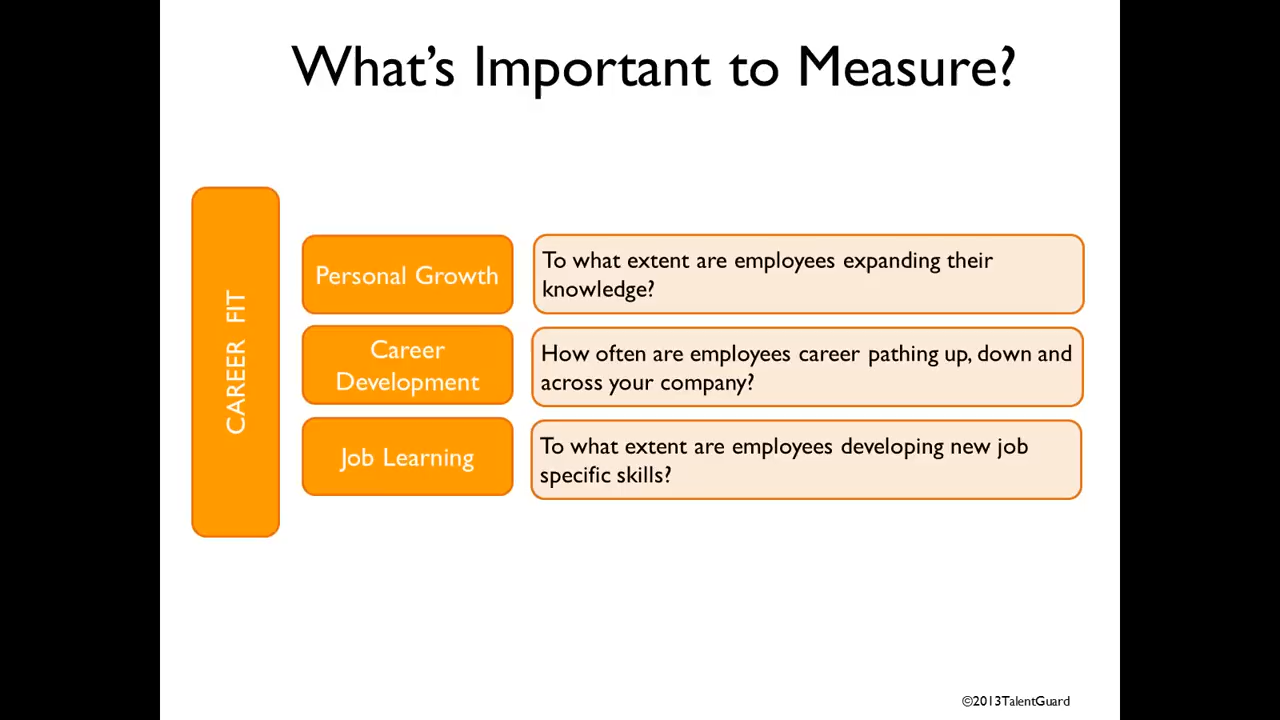 What's Important to Measure?
CAREER FIT
Personal Growth
To what extent are employees expanding their
knowledge?
Career
Development
How often are employees career pathing up, down and
across your company?
Job Learning
To what extent are employees developing new job
specific skills?
©2013TalentGuard